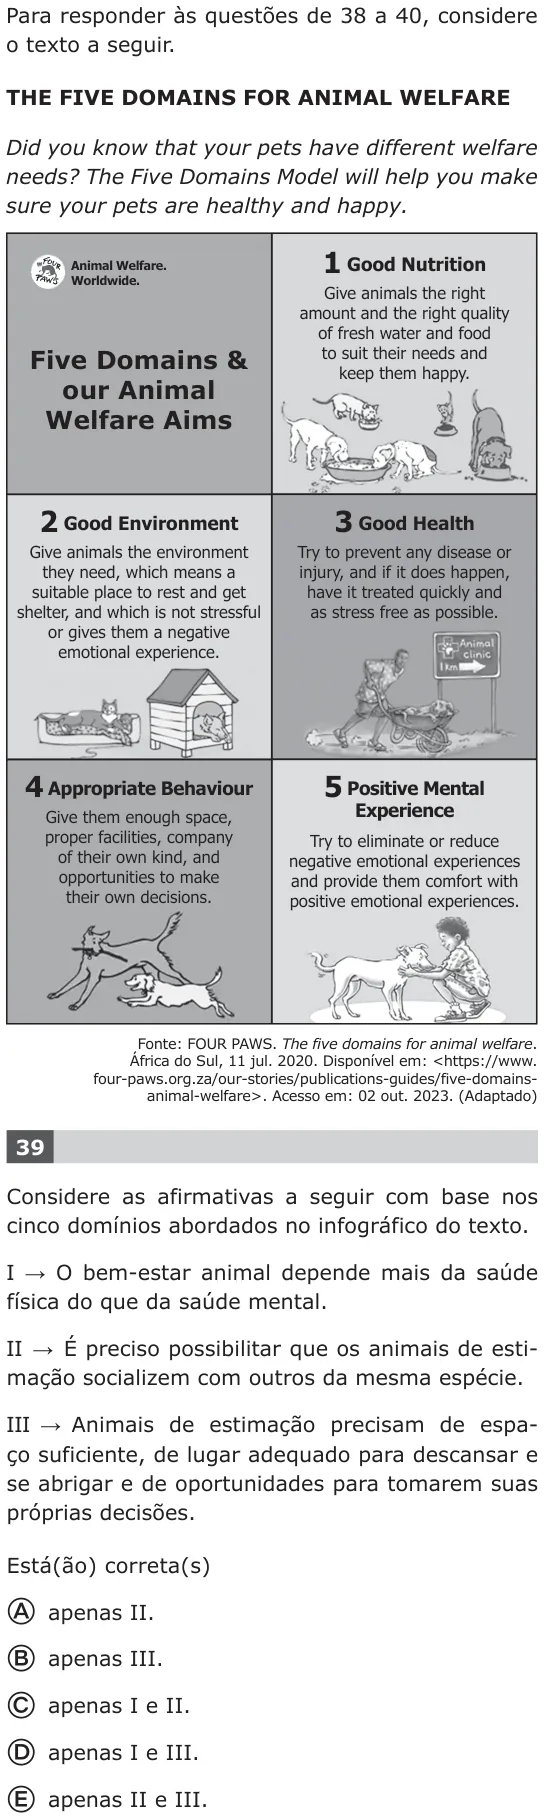 Para responder às questões de 38 a 40, considere
o texto a seguir.
THE FIVE DOMAINS FOR ANIMAL WELFARE
Did you know that your pets have different welfare
needs? The Five Domains Model will help you make
sure your pets are healthy and happy.
FOUR
PAWS
Animal Welfare.
Worldwide.
Five Domains &
our Animal
Welfare Aims
1 Good Nutrition
Give animals the right
amount and the right quality
of fresh water and food
to suit their needs and
keep them happy.
2 Good Environment
Give animals the environment
they need, which means a
suitable place to rest and get
shelter, and which is not stressful
or gives them a negative
emotional experience.
3 Good Health
Try to prevent any disease or
injury, and if it does happen,
have it treated quickly and
as stress free as possible.
Animal
clinic
1 km
4 Appropriate Behaviour
Give them enough space,
proper facilities, company
of their own kind, and
opportunities to make
their own decisions.
5 Positive Mental
Experience
Try to eliminate or reduce
negative emotional experiences
and provide them comfort with
positive emotional experiences.
Fonte: FOUR PAWS. The five domains for animal welfare.
África do Sul, 11 jul. 2020. Disponível em: <https://www.
four-paws.org.za/our-stories/publications-guides/five-domains-
animal-welfare>. Acesso em: 02 out. 2023. (Adaptado)
39
Considere as afirmativas a seguir com base nos
cinco domínios abordados no infográfico do texto.
I → O bem-estar animal depende mais da saúde
física do que da saúde mental.
II → É preciso possibilitar que os animais de esti-
mação socializem com outros da mesma espécie.
III → Animais de estimação precisam de espa-
ço suficiente, de lugar adequado para descansar e
se abrigar e de oportunidades para tomarem suas
próprias decisões.
Está(ão) correta(s)
A apenas II.
B apenas III.
C apenas I e II.
D apenas I e III.
E apenas II e III.